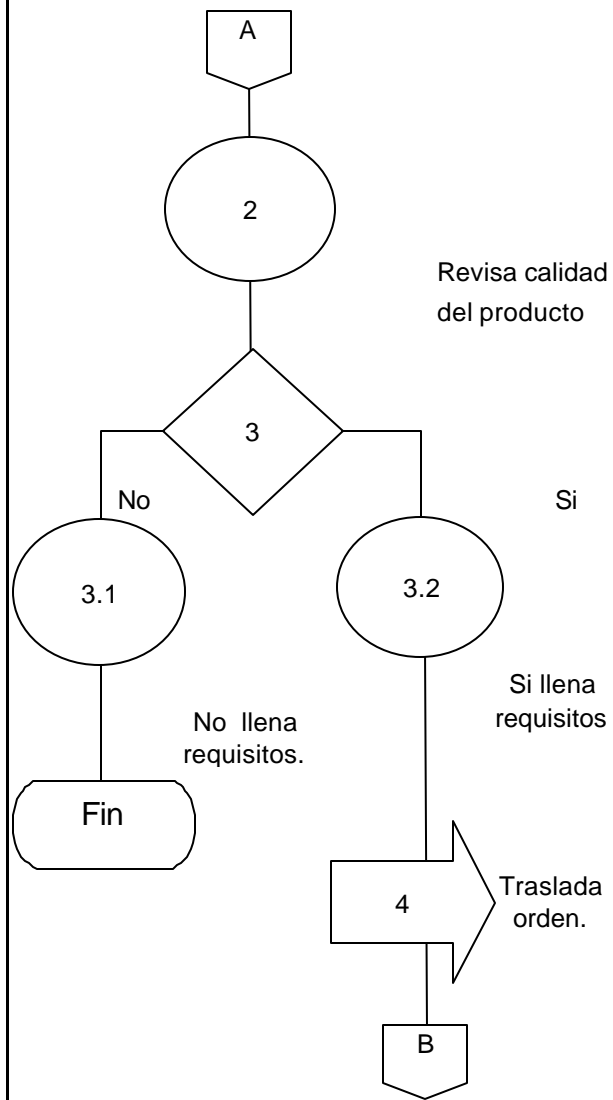 A
2
Revisa calidad
del producto
3
No
Si
3.1
3.2
No llena
requisitos.
Si llena
requisitos
Fin
4
Traslada
orden.
B